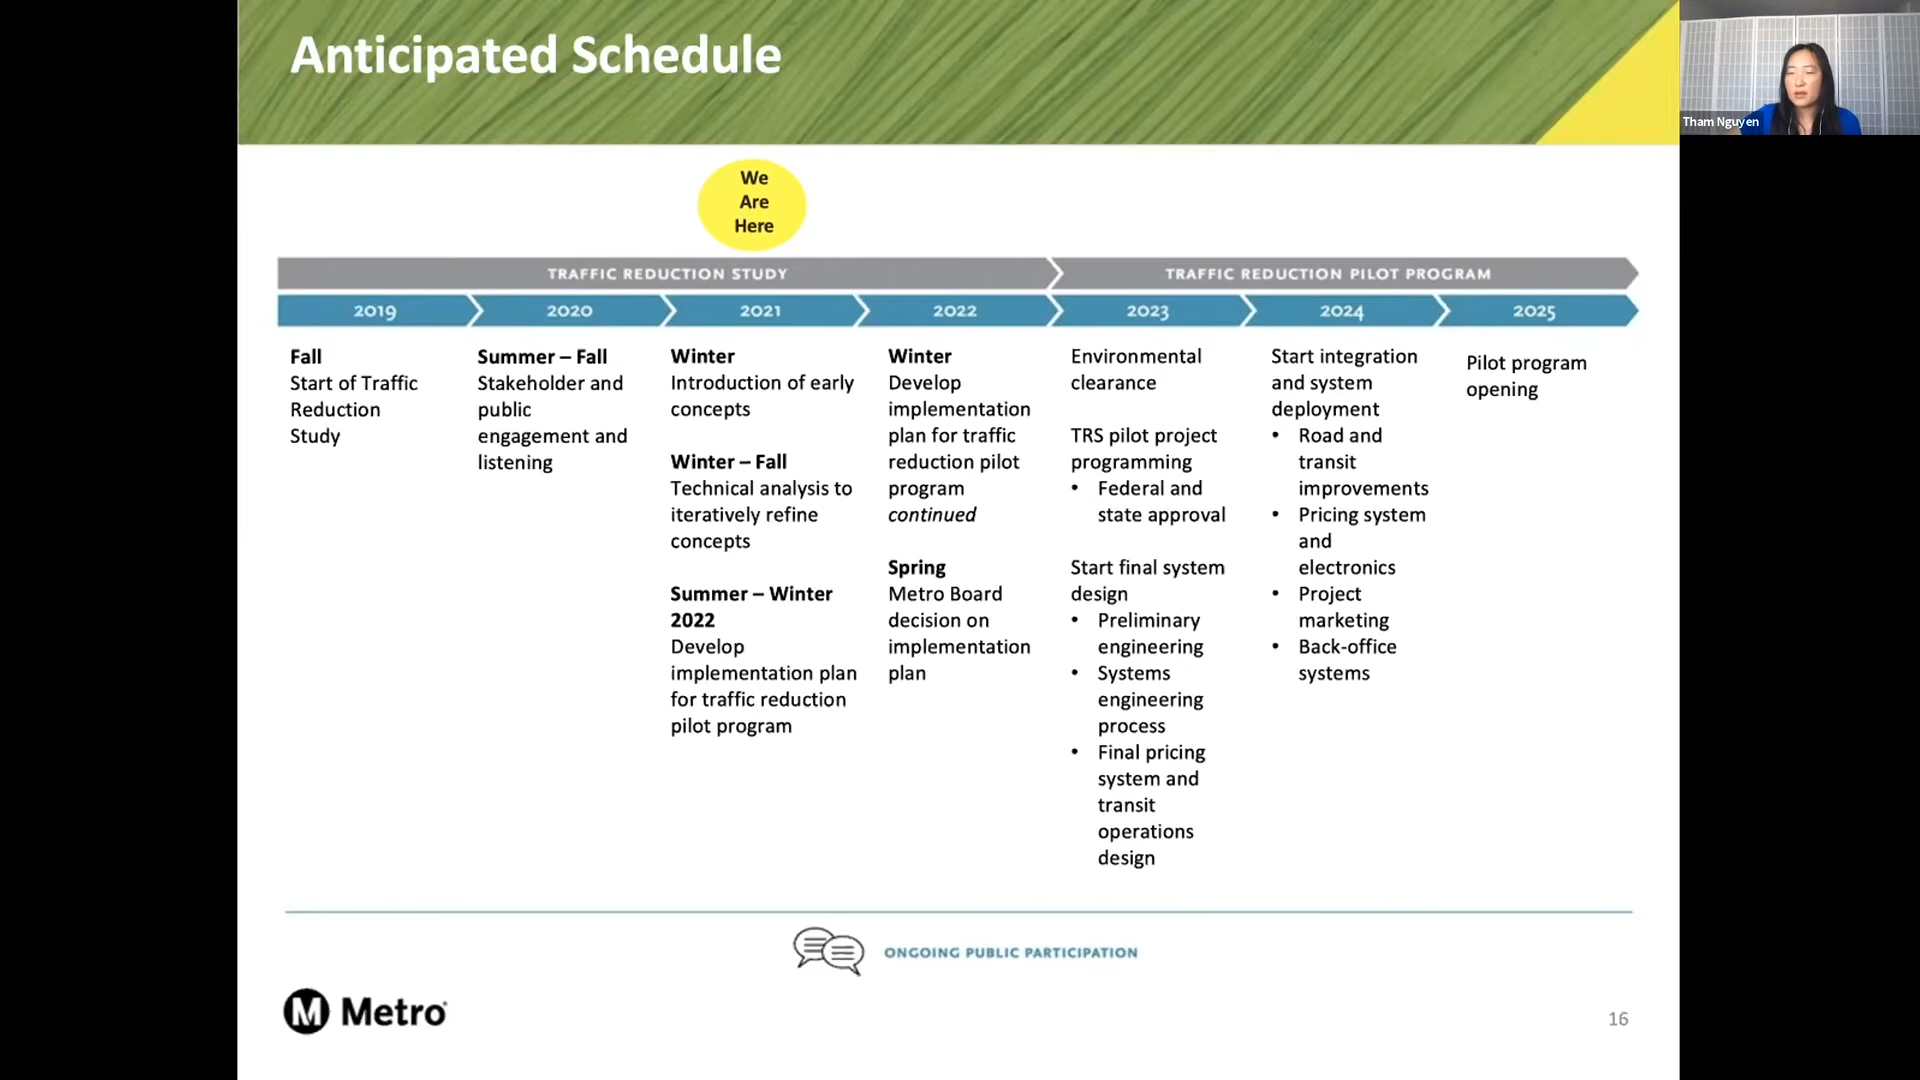 Anticipated Schedule
Tham Nguyen
We
Are
Here
TRAFFIC REDUCTION STUDY
TRAFFIC REDUCTION PILOT PROGRAM
2019
2020
2021
2022
2023
2024
2025
Fall
Start of Traffic
Reduction
Study
Summer – Fall
Stakeholder and
public
engagement and
listening
Winter
Introduction of early
concepts
Winter – Fall
Technical analysis to
iteratively refine
concepts
Summer – Winter
2022
Develop
implementation plan
for traffic reduction
pilot program
Winter
Develop
implementation
plan for traffic
reduction pilot
program
continued
Spring
Metro Board
decision on
implementation
plan
Environmental
clearance
TRS pilot project
programming
• Federal and
state approval
Start final system
design
• Preliminary
engineering
• Systems
engineering
process
• Final pricing
system and
transit
operations
design
Start integration
and system
deployment
• Road and
transit
improvements
• Pricing system
and
electronics
• Project
marketing
• Back-office
systems
Pilot program
opening
ONGOING PUBLIC PARTICIPATION
M Metro
16